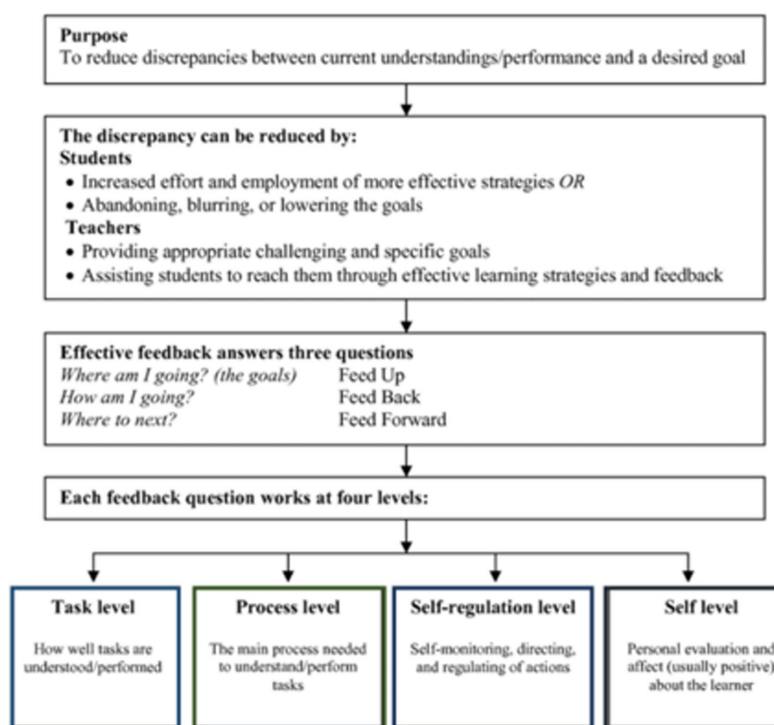 Purpose
To reduce discrepancies between current understandings/performance and a desired goal
The discrepancy can be reduced by:
Students
• Increased effort and employment of more effective strategies OR
• Abandoning, blurring, or lowering the goals
Teachers
• Providing appropriate challenging and specific goals
• Assisting students to reach them through effective learning strategies and feedback
Effective feedback answers three questions
Where am I going? (the goals) Feed Up
How am I going? Feed Back
Where to next? Feed Forward
Each feedback question works at four levels:
Task level
How well tasks are
understood/performed
Process level
The main process needed
to understand/perform
tasks
Self-regulation level
Self-monitoring, directing,
and regulating of actions
Self level
Personal evaluation and
affect (usually positive)
about the learner